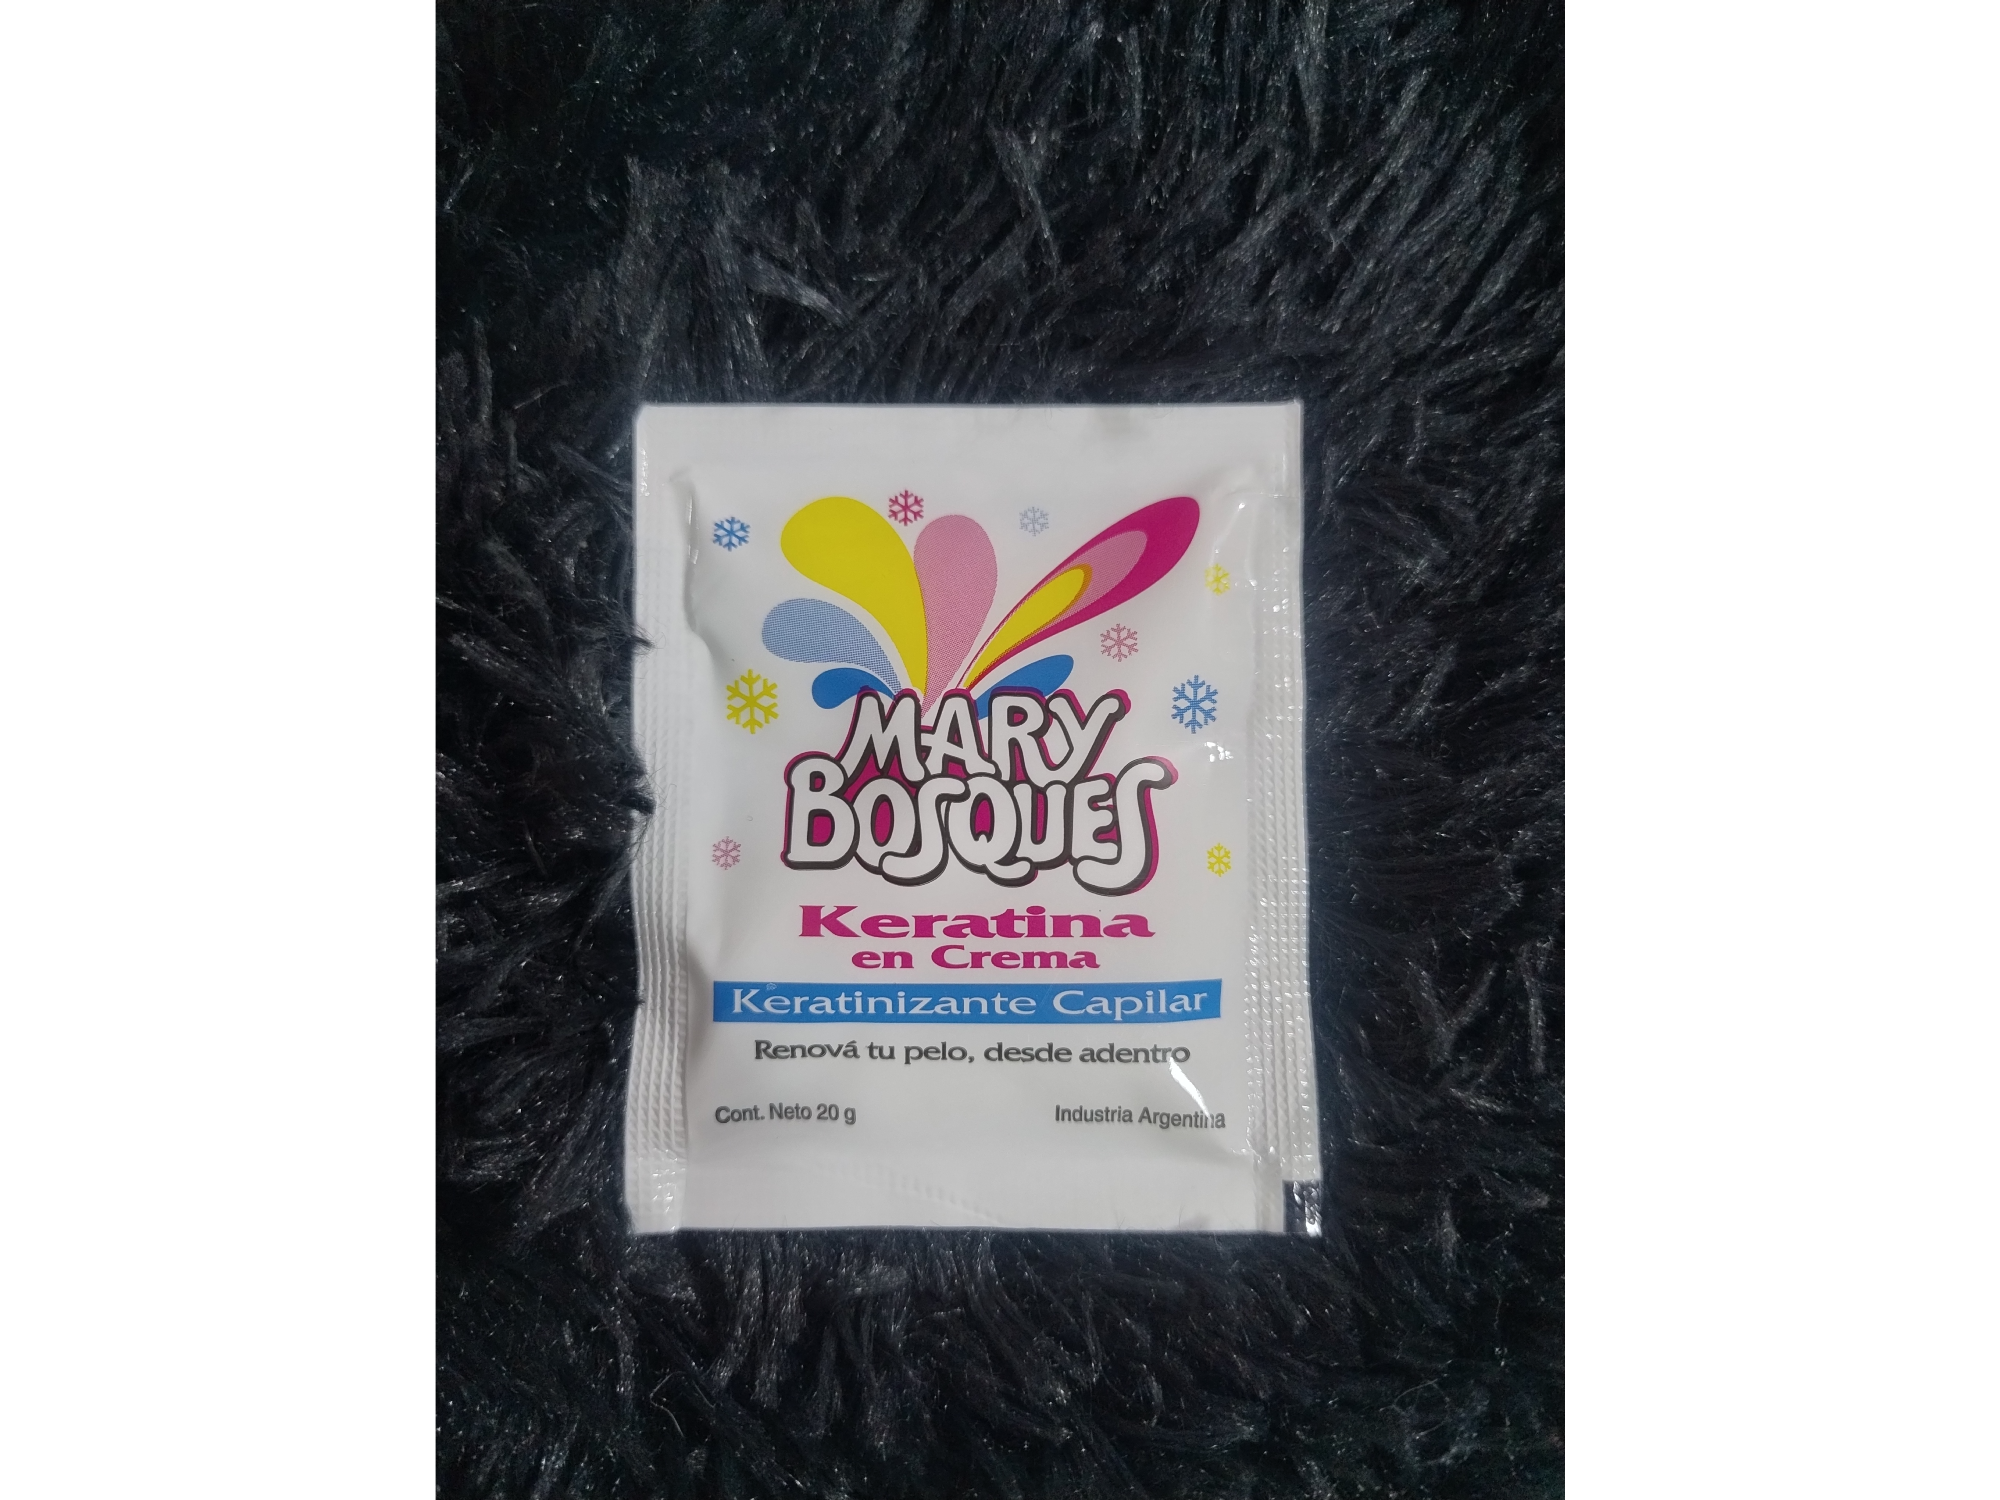 MARY
BOSQUES
Keratina
en Crema
Keratinizante Capilar
Renová tu pelo, desde adentro
Cont. Neto 20 g
Industria Argentina